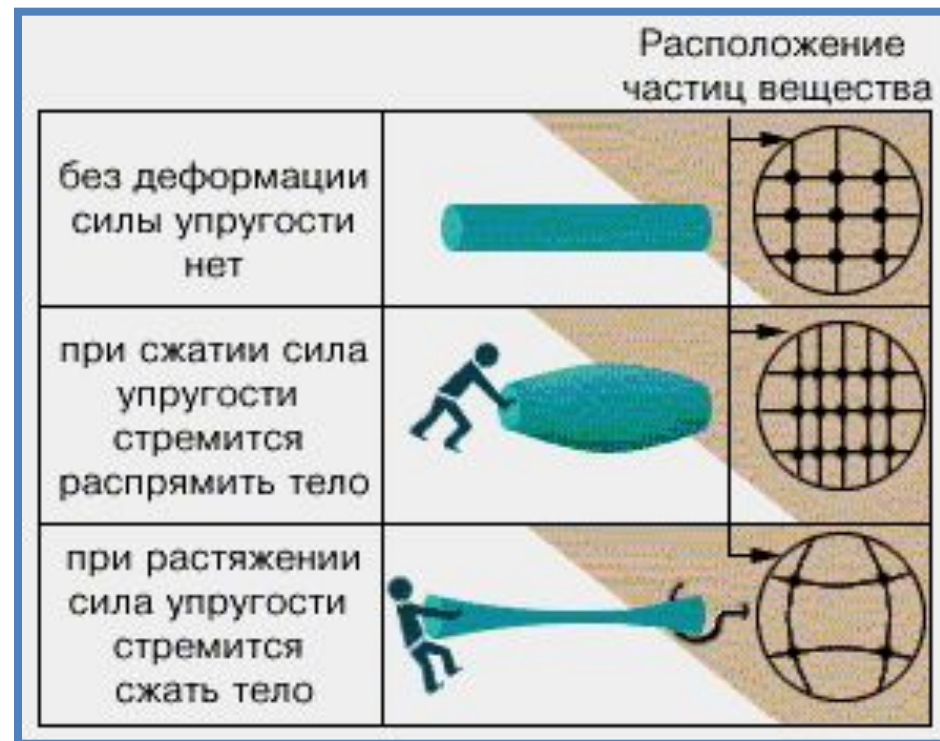 Расположение
частиц вещества
без деформации
силы упругости
нет
при сжатии сила
упругости
стремится
распрямить тело
при растяжении
сила упругости
стремится
сжать тело